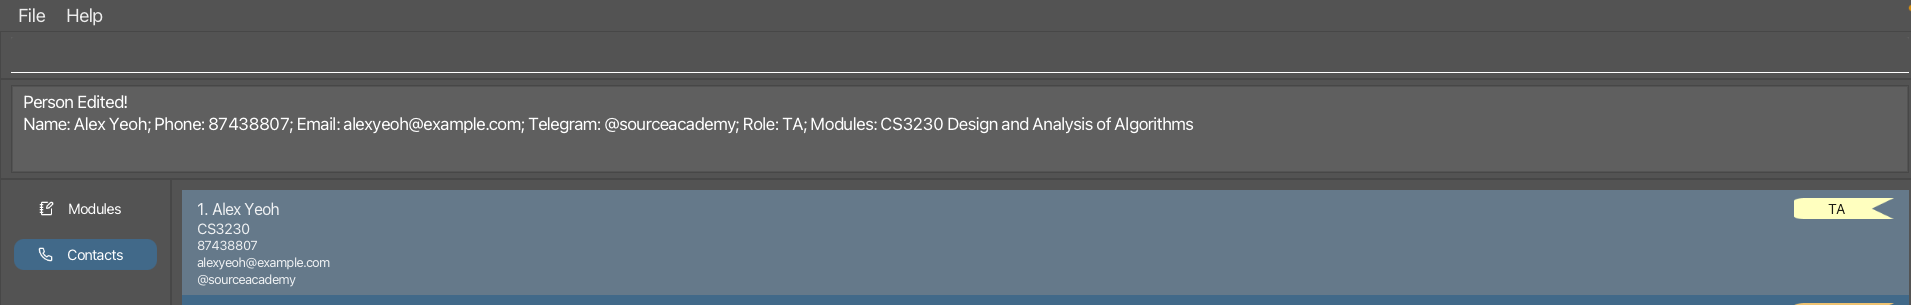 File Help
Person Edited!
Name: Alex Yeoh; Phone: 87438807; Email: alexyeoh@example.com; Telegram: @sourceacademy; Role: TA; Modules: CS3230 Design and Analysis of Algorithms
Modules
Contacts
1. Alex Yeoh
TA
CS3230
87438807
alexyeoh@example.com
@sourceacademy